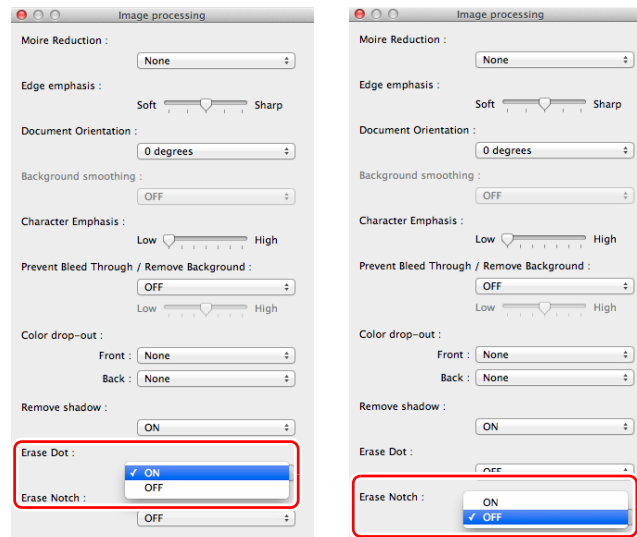 Image processing
Moire Reduction :
None
Edge emphasis :
Soft Sharp
Document Orientation :
0 degrees
Background smoothing :
OFF
Character Emphasis :
Low High
Prevent Bleed Through / Remove Background :
OFF
Low High
Color drop-out :
Front : None
Back : None
Remove shadow :
ON
Erase Dot :
✓ ON
OFF
Erase Notch :
OFF
Image processing
Moire Reduction :
None
Edge emphasis :
Soft Sharp
Document Orientation :
0 degrees
Background smoothing :
OFF
Character Emphasis :
Low High
Prevent Bleed Through / Remove Background :
OFF
Low High
Color drop-out :
Front : None
Back : None
Remove shadow :
ON
Erase Dot :
OFF
Erase Notch :
ON
✓ OFF